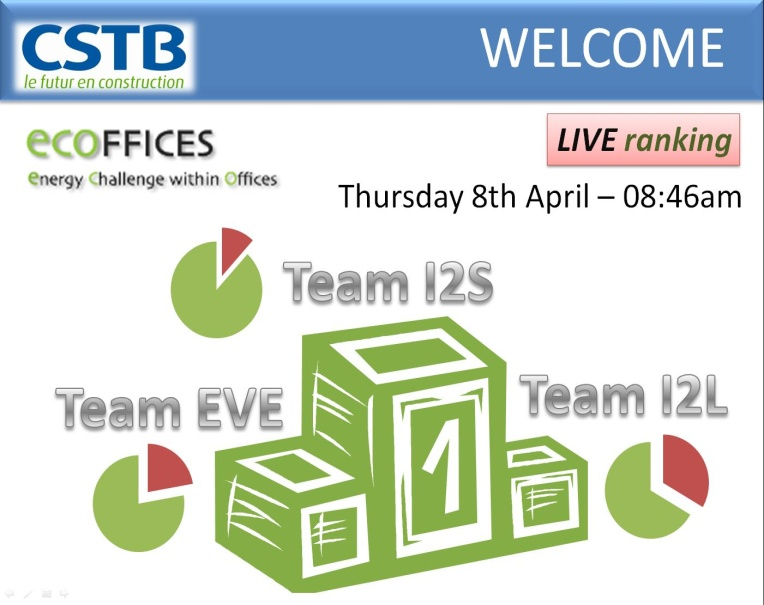 CSTB
le futur en construction
WELCOME
ecOFFICES
energy Challenge within Offices
LIVE ranking
Thursday 8th April – 08:46am
Team I2S
Team EVE
Team I2L
1